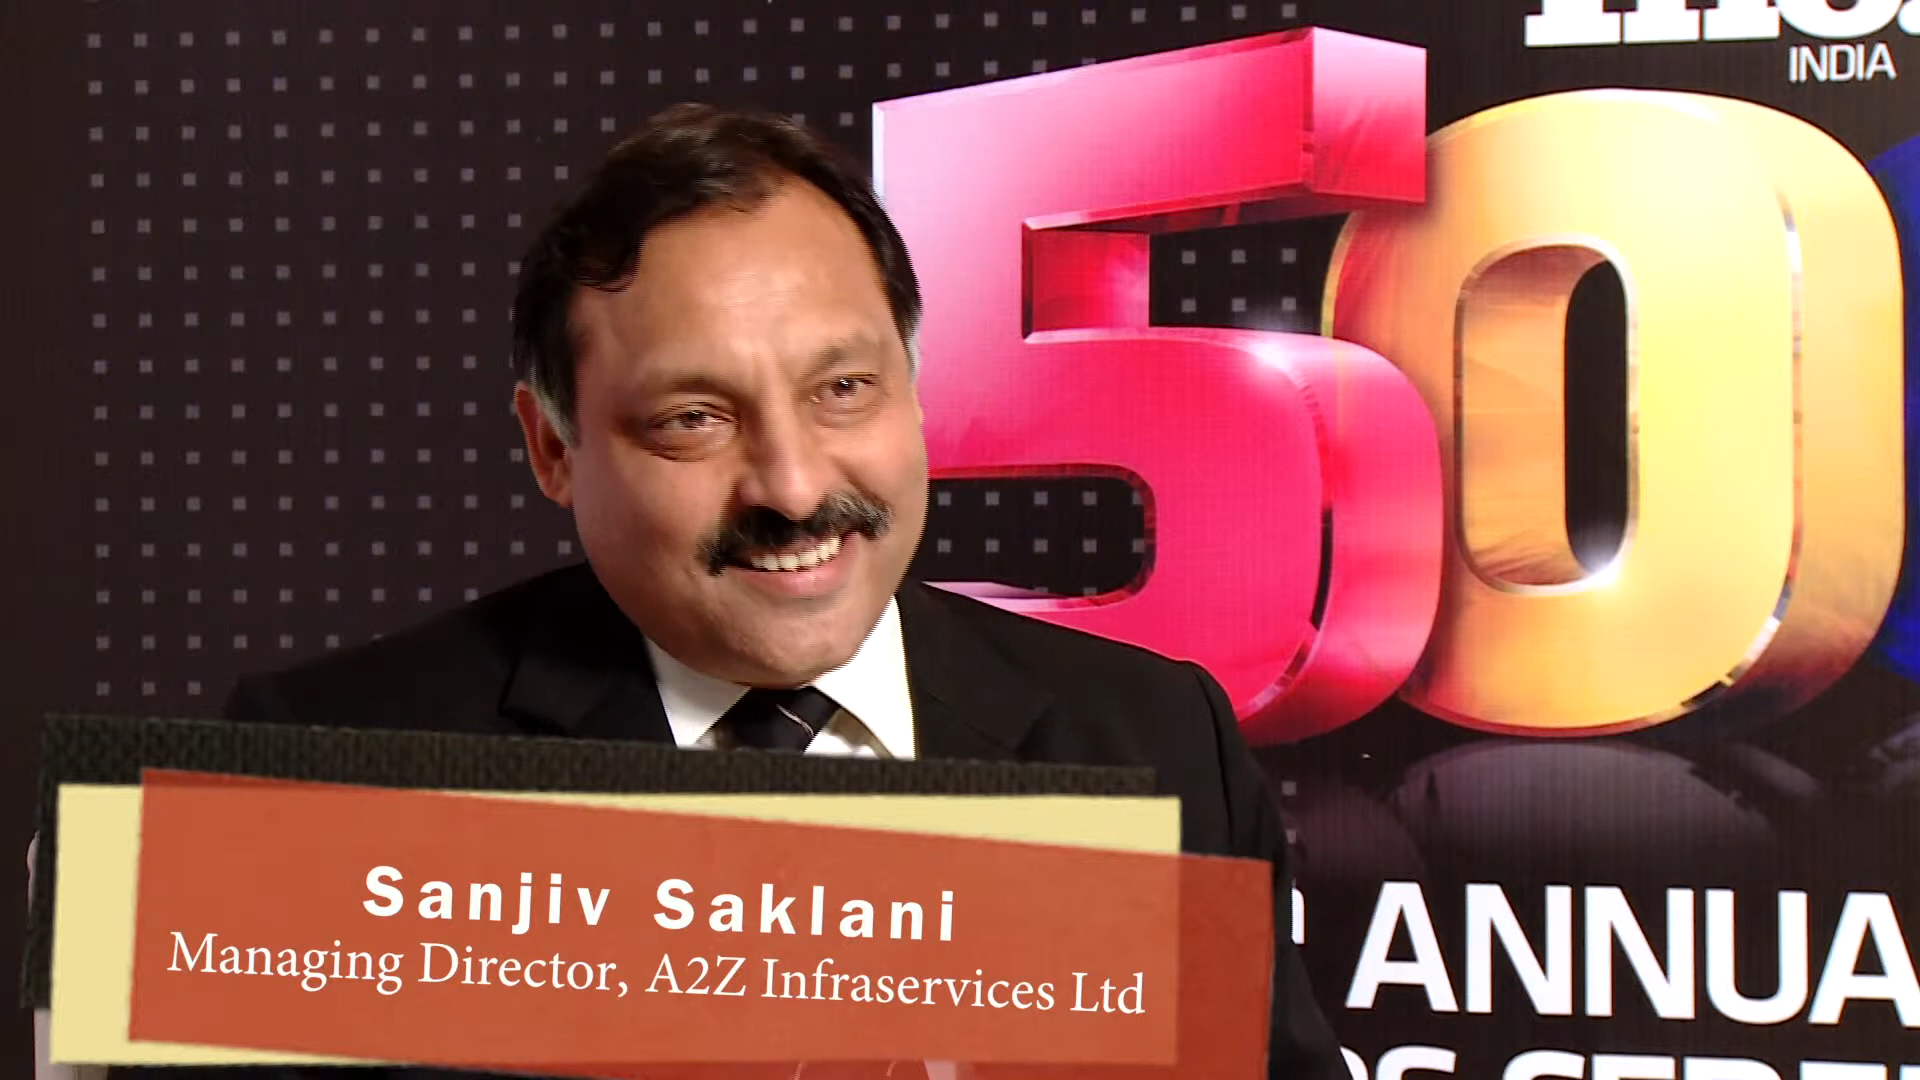 INDIA
50
ANNUA
Sanjiv Saklani
Managing Director, A2Z Infraservices Ltd